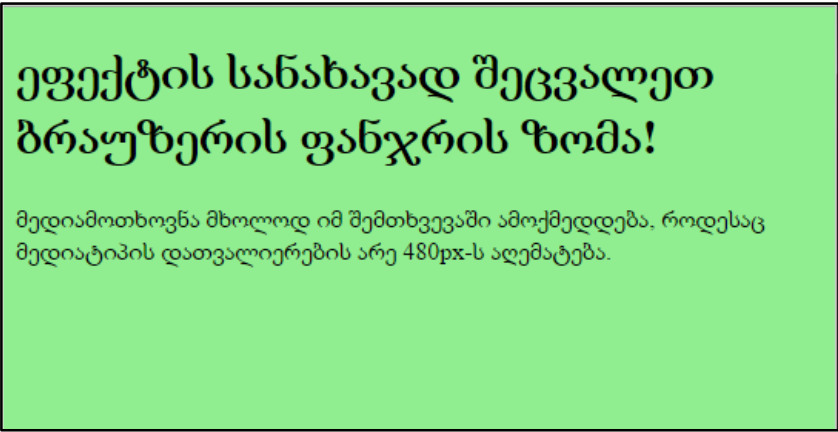 ეფექტის სანახავად შეცვალეთ
ბრაუზერის ფანჯრის ზომა!
მედიამოთხოვნა მხოლოდ იმ შემთხვევაში ამოქმედდება, როდესაც
მედიატიპის დათვალიერების არე 480px-ს აღემატება.